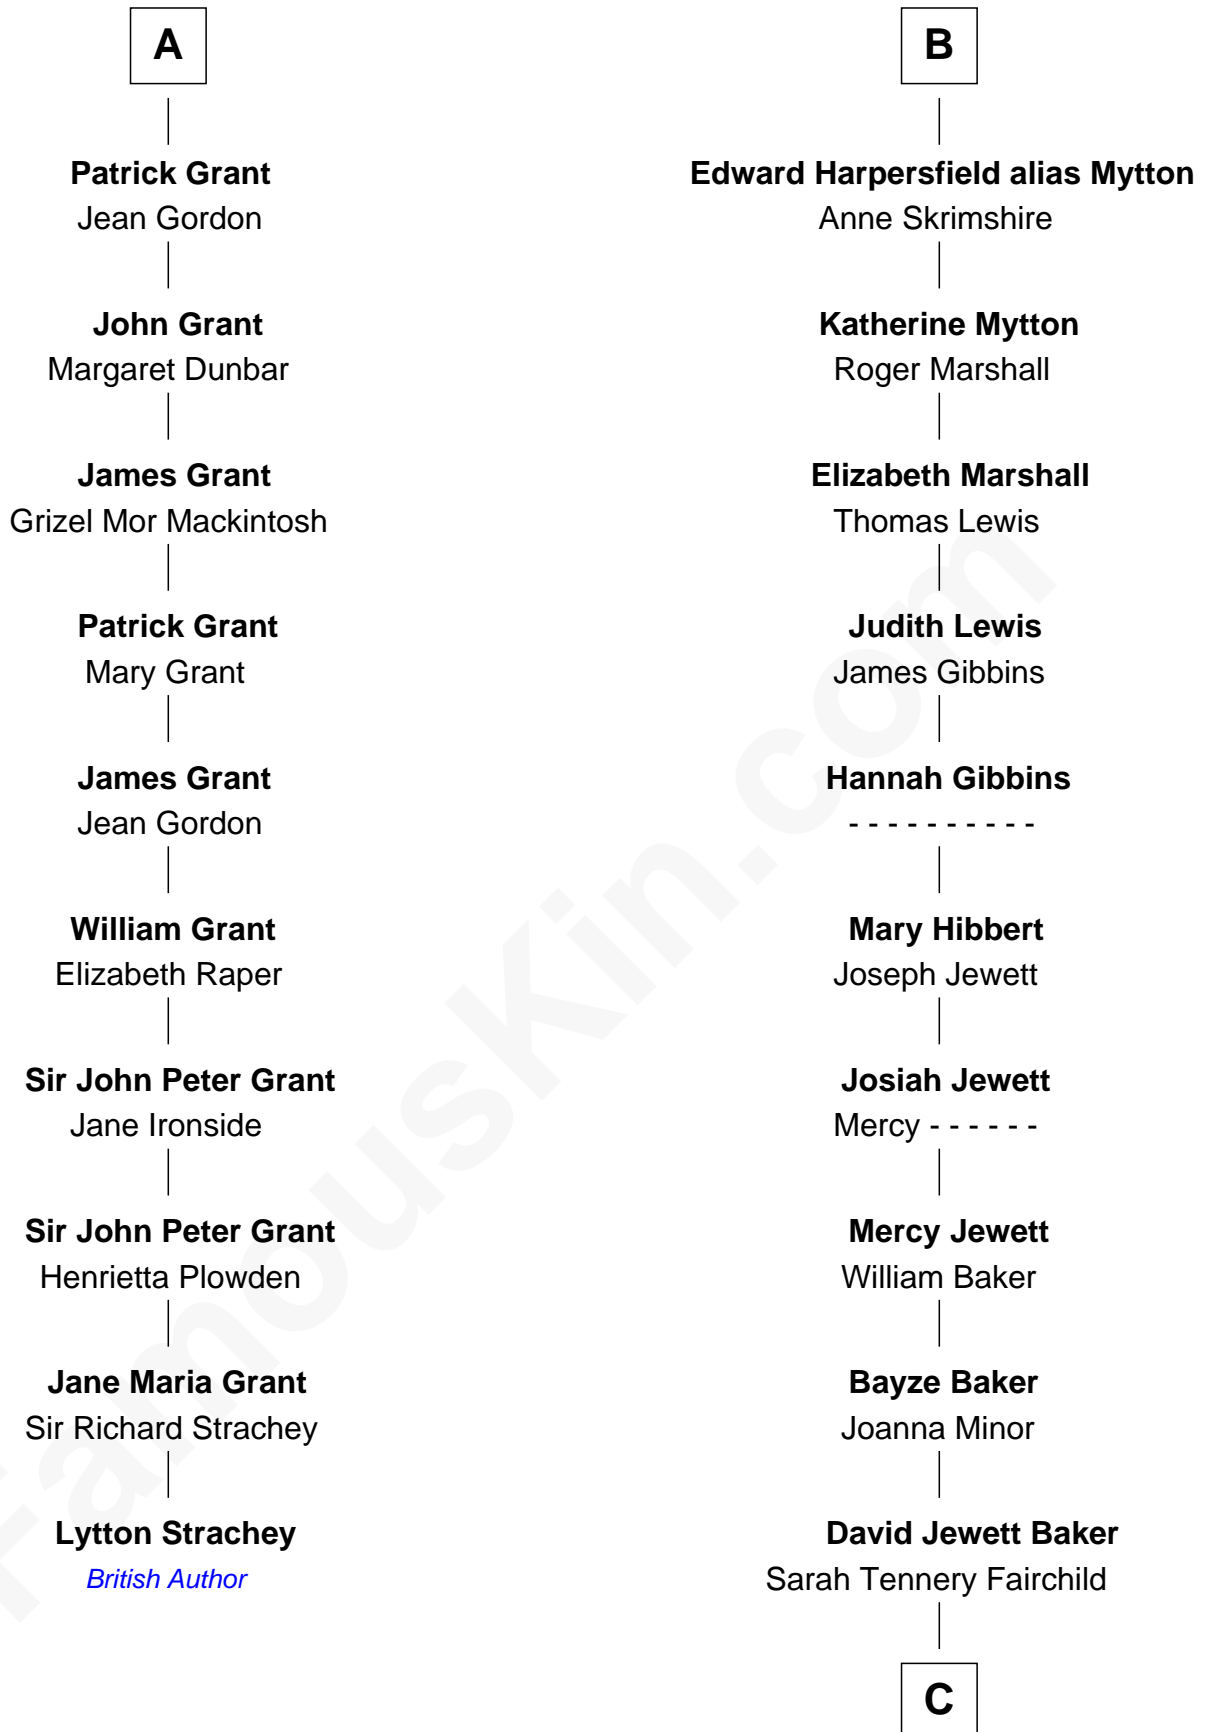 A
Patrick Grant
Jean Gordon
John Grant
Margaret Dunbar
James Grant
Grizel Mor Mackintosh
Patrick Grant
Mary Grant
James Grant
Jean Gordon
William Grant
Elizabeth Raper
Sir John Peter Grant
Jane Ironside
Sir John Peter Grant
Henrietta Plowden
Jane Maria Grant
Sir Richard Strachey
Lytton Strachey
British Author
B
Edward Harpersfield alias Mytton
Anne Skrimshire
Katherine Mytton
Roger Marshall
Elizabeth Marshall
Thomas Lewis
Judith Lewis
James Gibbins
Hannah Gibbins
- - - - - - - - - -
Mary Hibbert
Joseph Jewett
Josiah Jewett
Mercy - - - - - -
Mercy Jewett
William Baker
Bayze Baker
Joanna Minor
David Jewett Baker
Sarah Tennery Fairchild
C
FamousKin.com